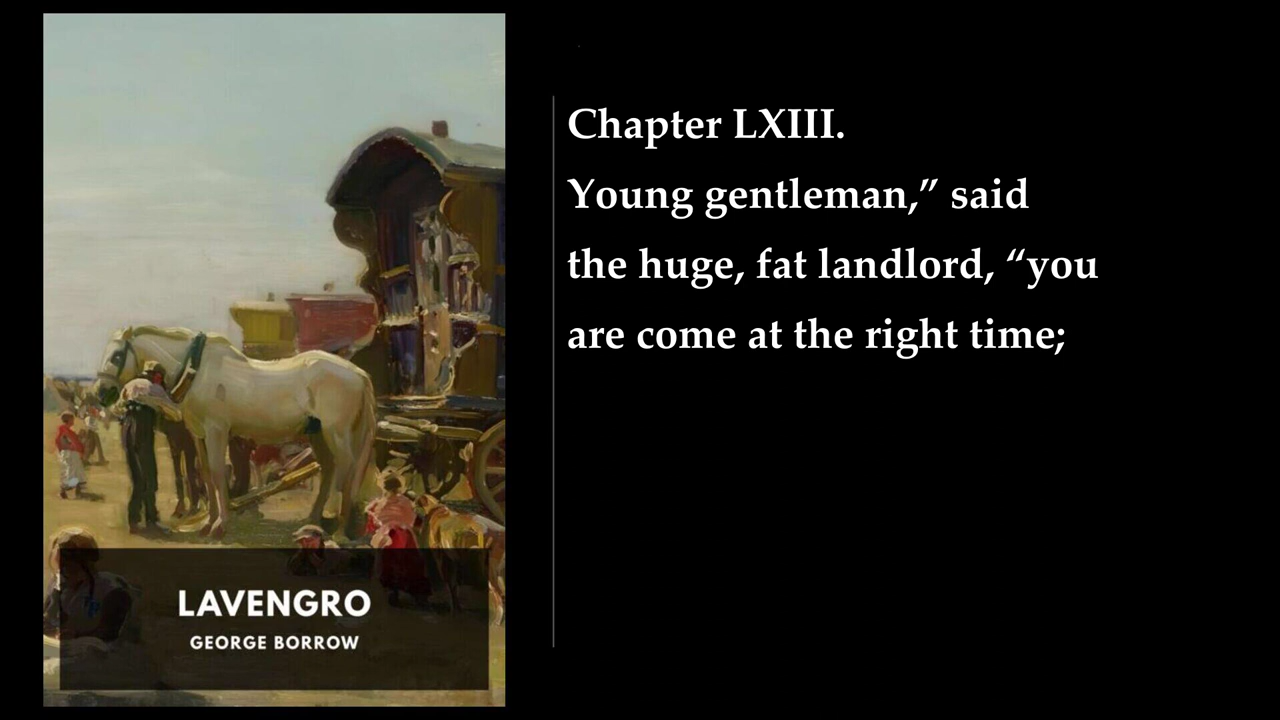 LAVENGRO
GEORGE BORROW
Chapter LXIII.
Young gentleman,” said
the huge, fat landlord, “you
are come at the right time;